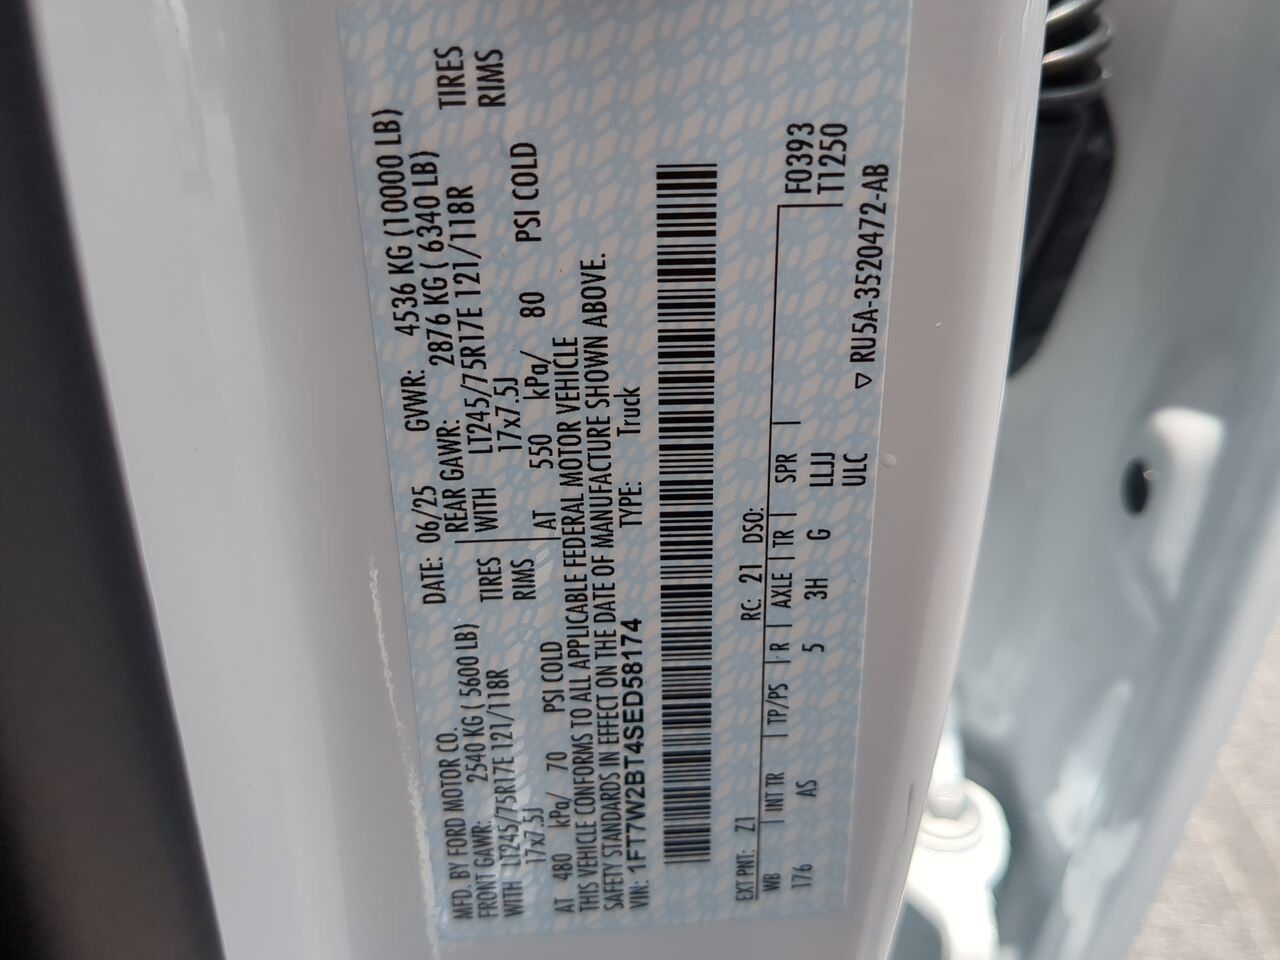 MFD. BY FORD MOTOR CO.
DATE: 06/25 GVWR: 4536 KG (10000 LB)
FRONT GAWR: 2540 KG ( 5600 LB)
REAR GAWR: 2876 KG ( 6340 LB)
WITH LT245/75R17E 121/118R TIRES
WITH LT245/75R17E 121/118R TIRES
17x7.5J RIMS
17x7.5J RIMS
AT 480 kPa/ 70 PSI COLD
AT 550 kPa/ 80 PSI COLD
THIS VEHICLE CONFORMS TO ALL APPLICABLE FEDERAL MOTOR VEHICLE
SAFETY STANDARDS IN EFFECT ON THE DATE OF MANUFACTURE SHOWN ABOVE.
VIN: 1FT7W2BT4SED58174 TYPE: Truck
EXT PNT: Z1 RC: 21 DSO:
WB | INT TR | TP/PS | R | AXLE | TR | SPR |
176 AS 5 3H G LLJJ
ULC
F0393
T1250
▽ RU5A-3520472-AB